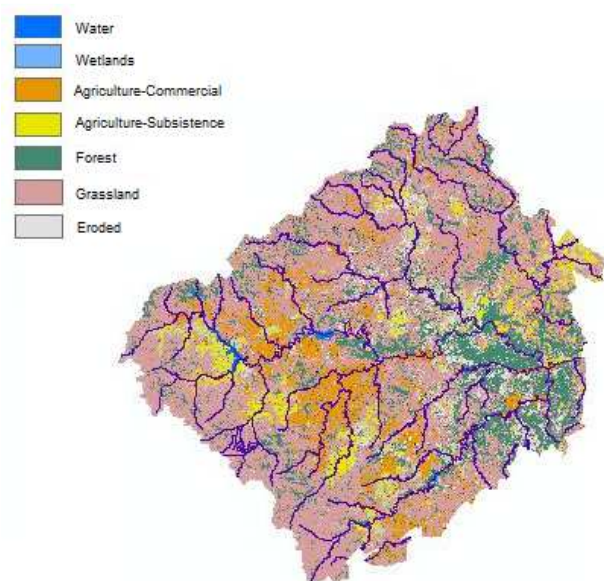 Water
Wetlands
Agriculture-Commercial
Agriculture-Subsistence
Forest
Grassland
Eroded